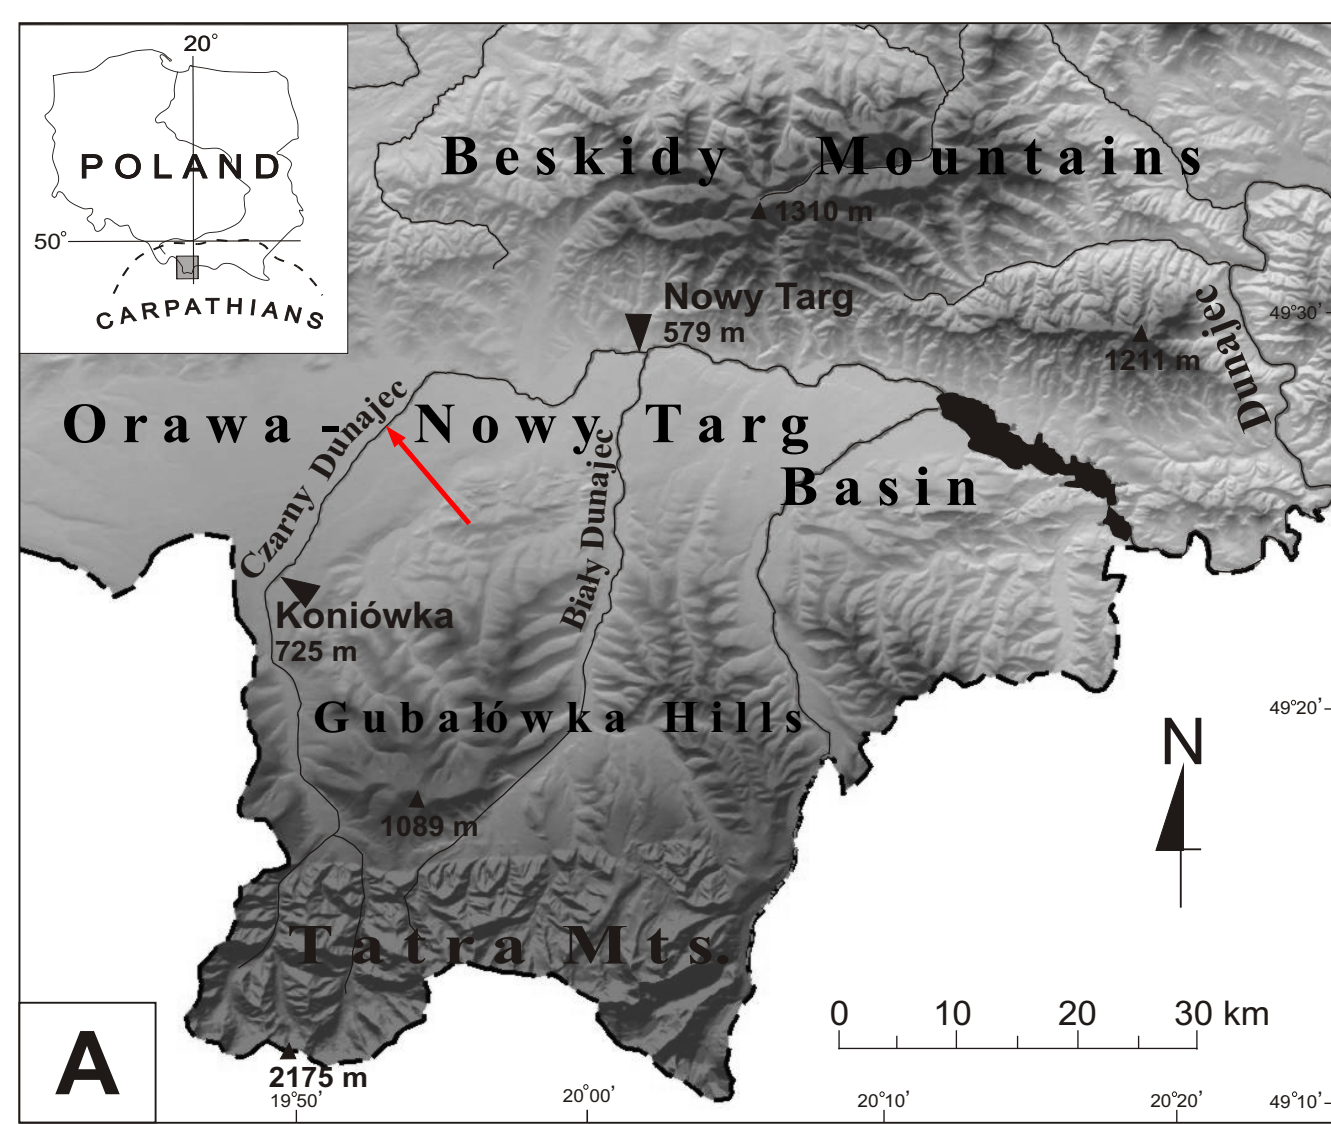 20°
POLAND
50°
CARPATHIANS
Beskidy Mountains
1310 m
Nowy Targ
579 m
Dunajec
49°30'
1211 m
Czarny Dunajec
Orawa - Nowy Targ
Basin
Biały Dunajec
Koniówka
725 m
Gubałówka Hills
49°20'
N
1089 m
Tatra Mts.
0 10 20 30 km
A
2175 m
19°50'
20°00'
20°10'
20°20'
49°10'